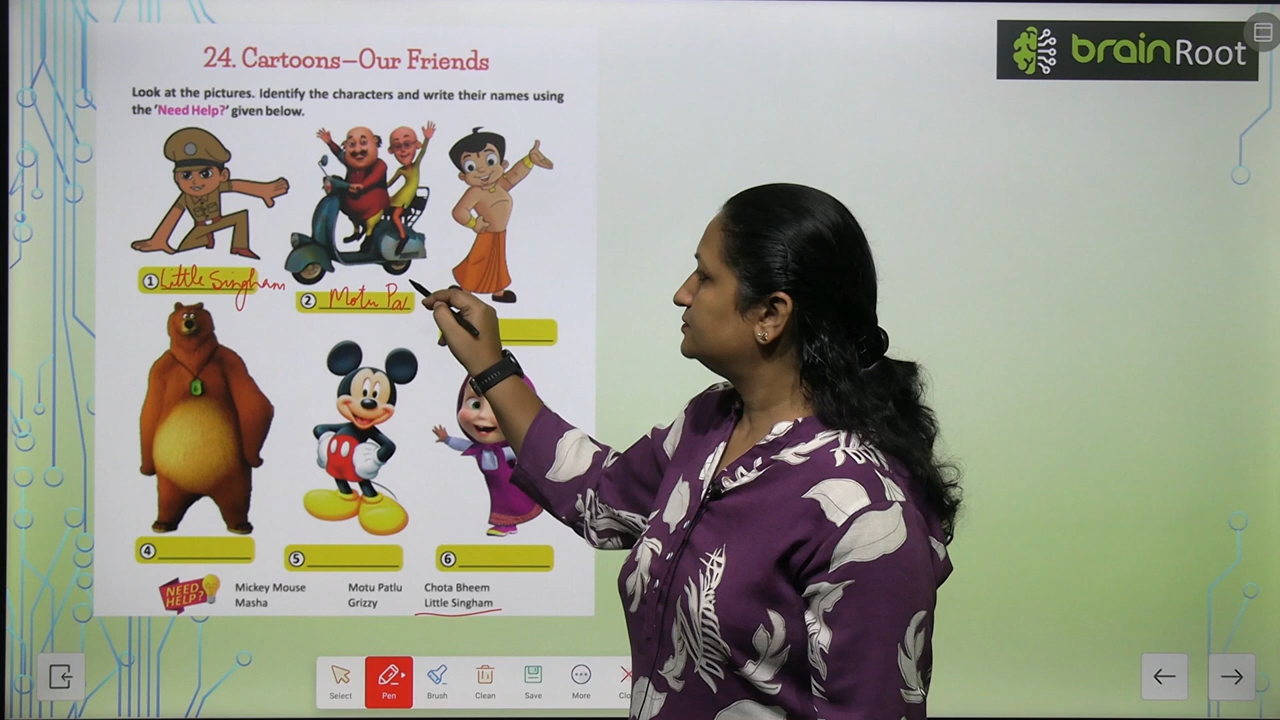 brainRoot
24. Cartoons—Our Friends
Look at the pictures. Identify the characters and write their names using
the 'Need Help?' given below.
1 Little Singham
2 Motu Pa
4
5
6
NEED HELP?
Mickey Mouse Motu Patlu Chota Bheem
Masha Grizzy Little Singham
Select Pen Brush Clean Save More Clo